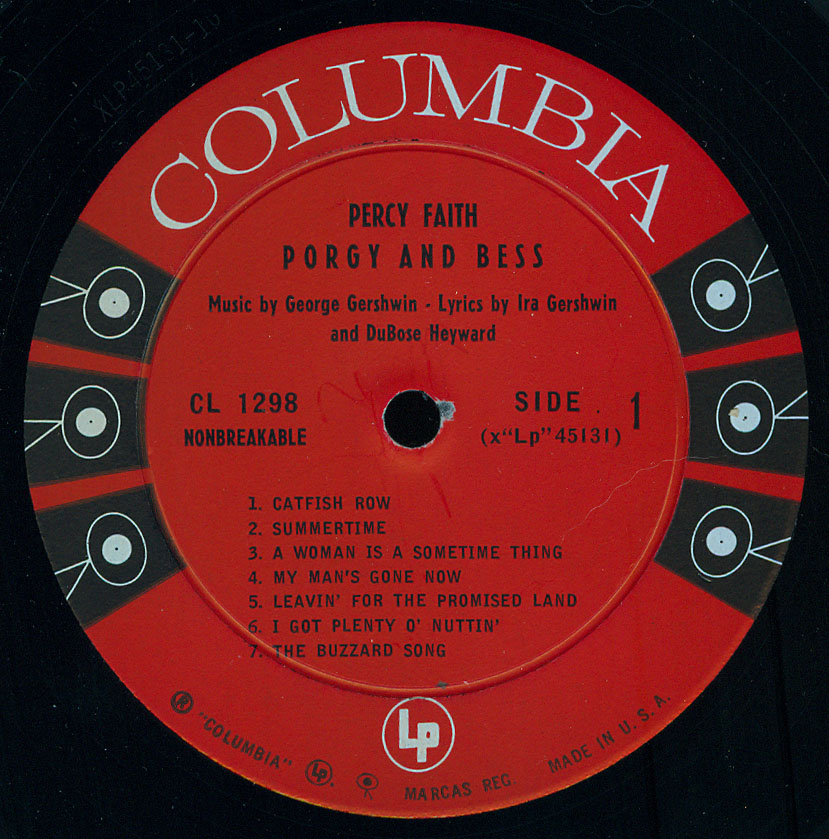 XLP45131-1
COLUMBIA
PERCY FAITH
PORGY AND BESS
Music by George Gershwin - Lyrics by Ira Gershwin
and DuBose Heyward
CL 1298
NONBREAKABLE
SIDE 1
(x"Lp"45131)
1. CATFISH ROW
2. SUMMERTIME
3. A WOMAN IS A SOMETIME THING
4. MY MAN'S GONE NOW
5. LEAVIN' FOR THE PROMISED LAND
6. I GOT PLENTY O' NUTTIN'
7. THE BUZZARD SONG
Lp
® "COLUMBIA" Lp. MARCAS REG. MADE IN U.S.A.